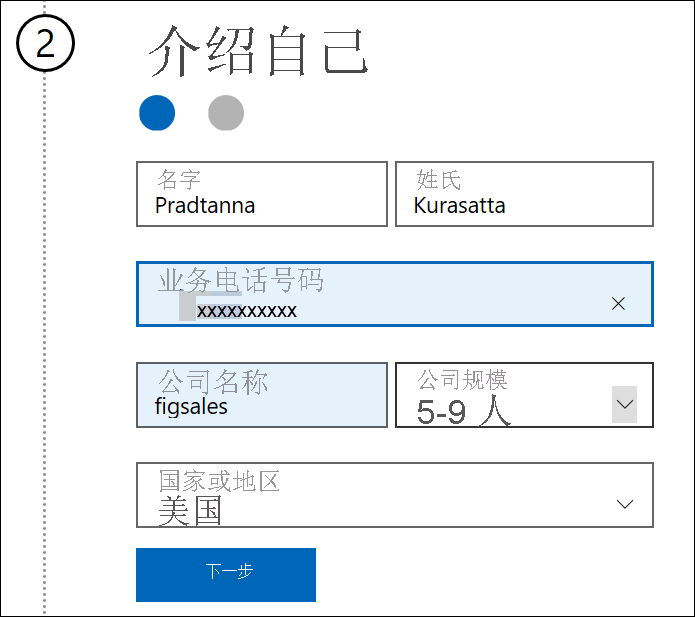 2
介绍自己
名字
Pradtanna
姓氏
Kurasatta
业务电话号码
xxxxxxxxxx
公司名称
figsales
公司规模
5-9 人
国家或地区
美国
下一步